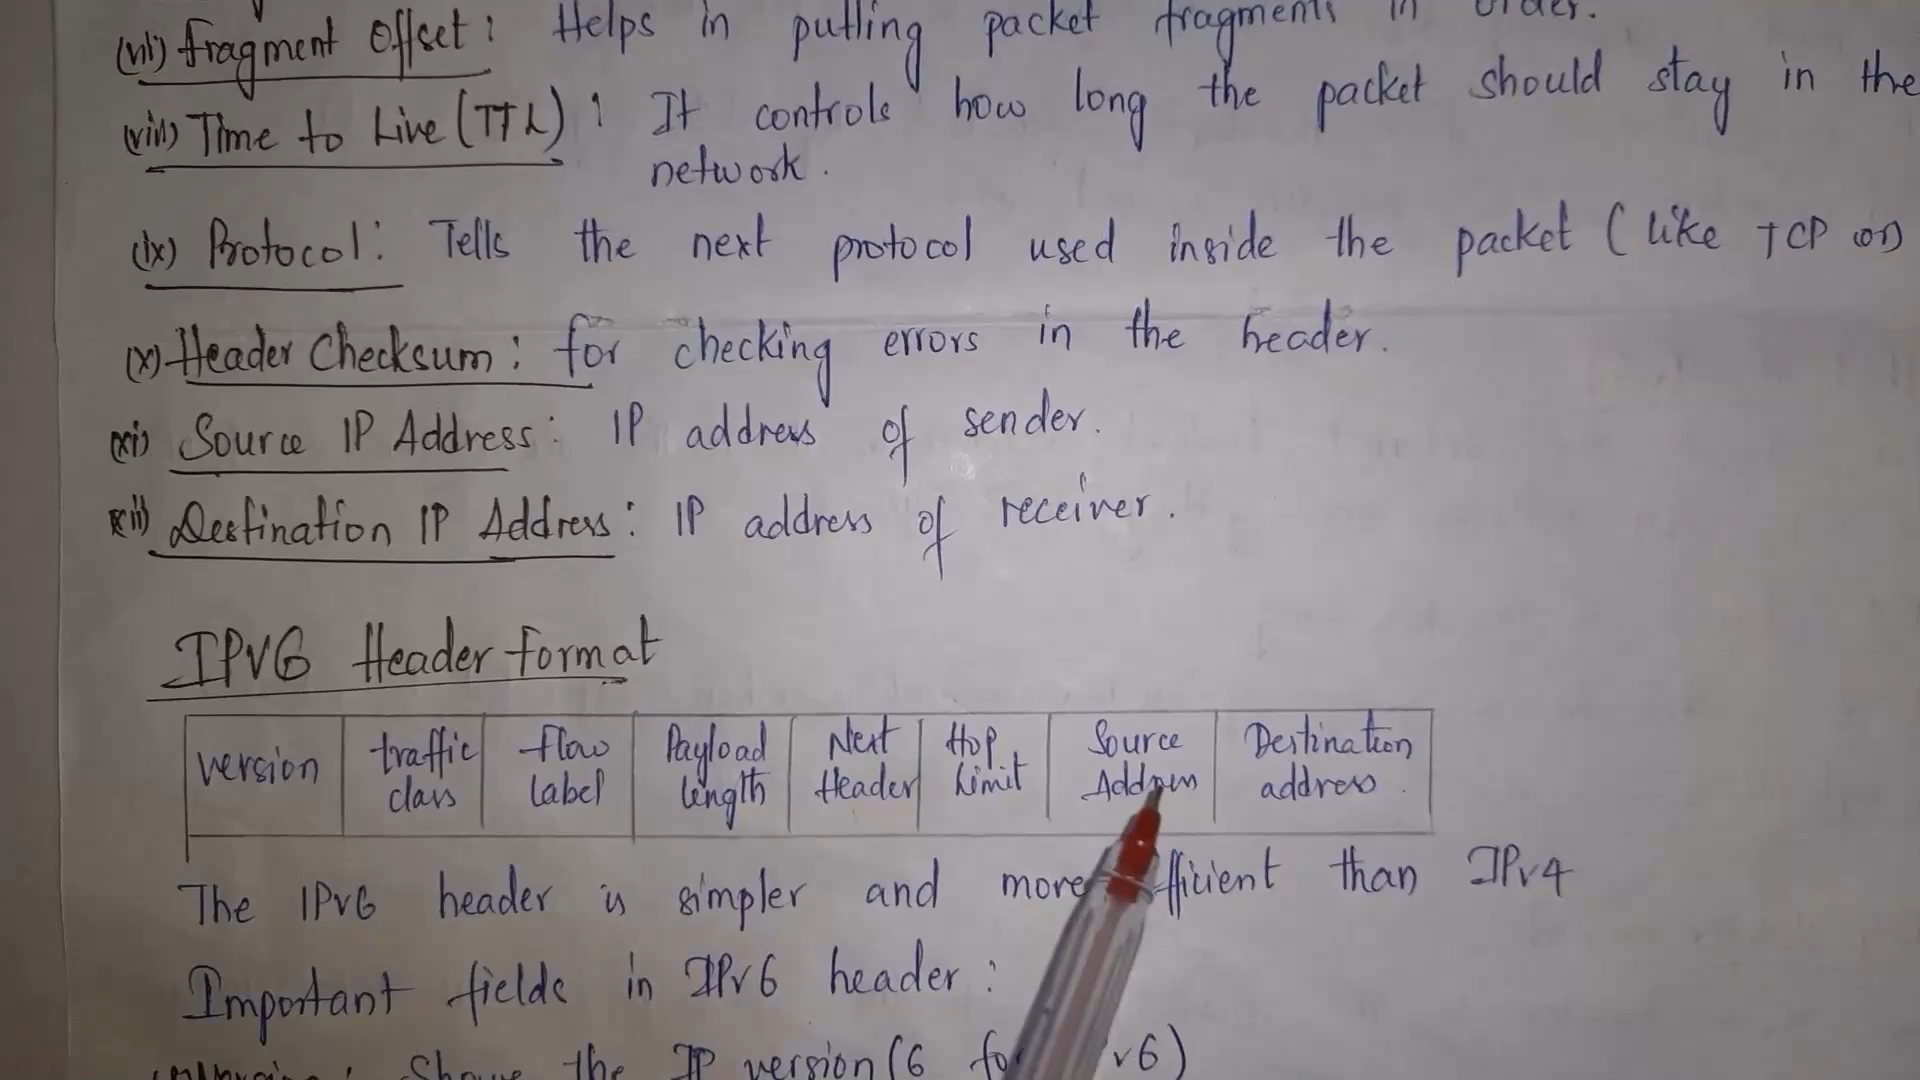 (vii) Fragment Offset: Helps in putting packet fragments in order.
(viii) Time to Live (TTL): It controls how long the packet should stay in the
network.
(ix) Protocol: Tells the next protocol used inside the packet (like TCP (or)
(x) Header Checksum: for checking errors in the header.
(xi) Source IP Address: IP address of sender.
(xii) Destination IP Address: IP address of receiver.
IPV6 Header format
version | traffic class | flow label | Payload length | Next Header | Hop Limit | Source Address | Destination address
The IPv6 header is simpler and more efficient than IPv4
Important fields in IPv6 header:
Shows the IP version (6 for v6)